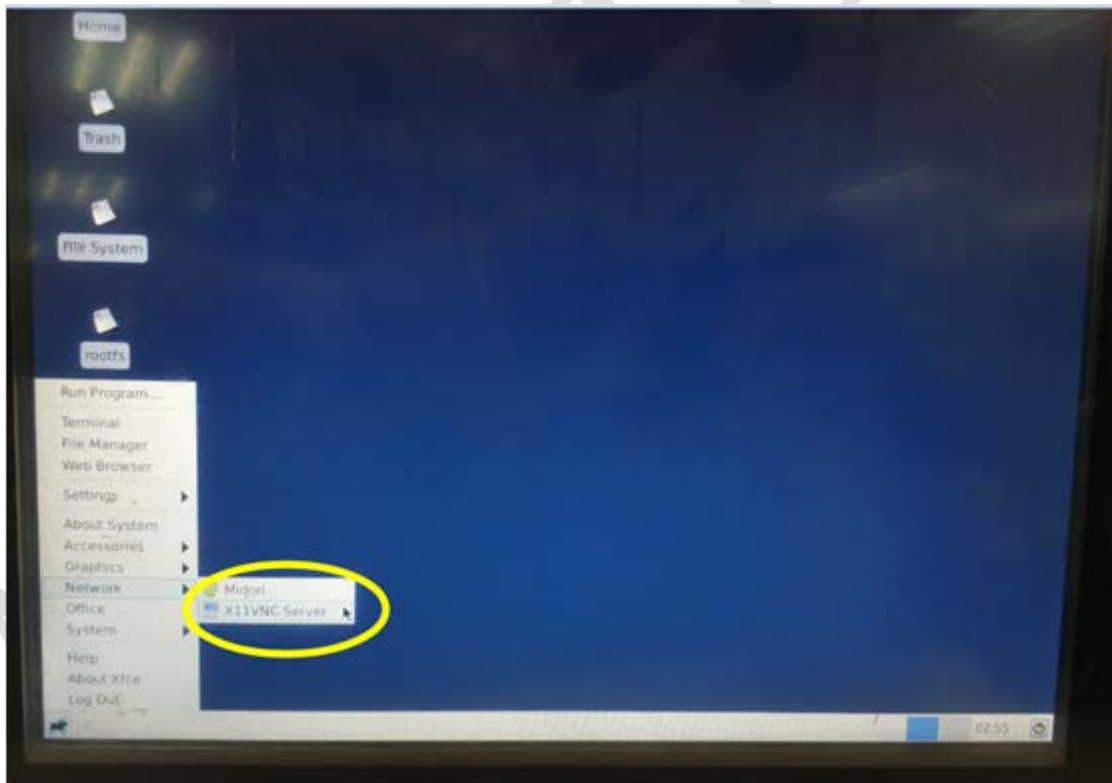 Home
Trash
File System
rootfs
Run Program...
Terminal
File Manager
Web Browser
Settings
About System
Accessories
Graphics
Network
Office
System
Help
About Xfce
Log Out
Midori
X11VNC Server
02:55